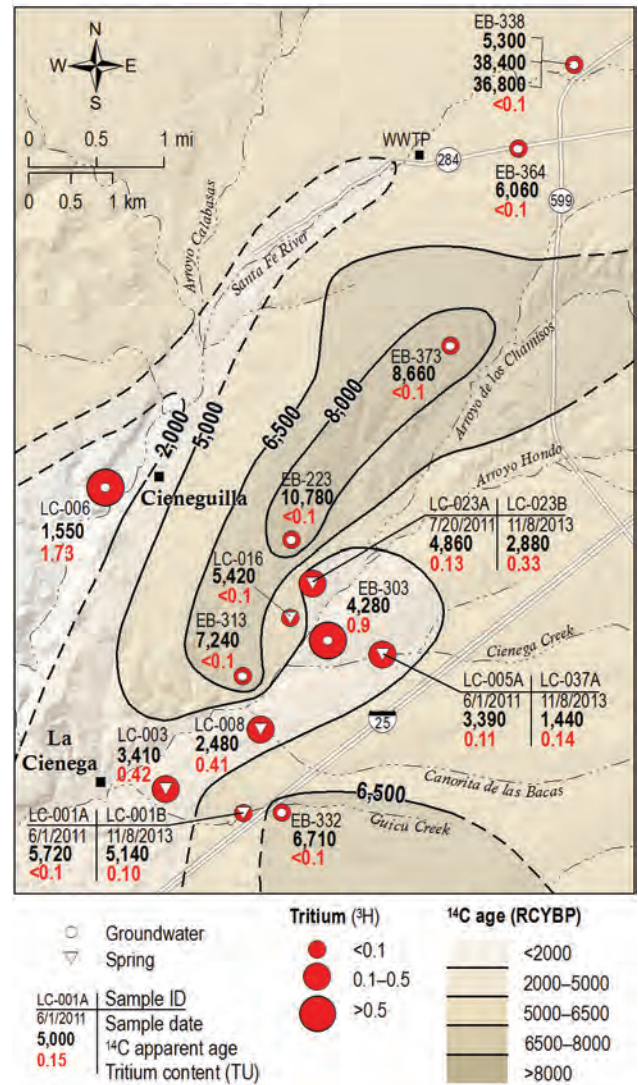 N
W E
S
0 0.5 1 mi
0 0.5 1 km
EB-338
5,300
38,400
36,800
<0.1
WWTP
284
EB-364
6,060
<0.1
599
Arroyo Calabasas
Santa Fe River
EB-373
8,660
<0.1
Arroyo de los Chamisos
Arroyo Hondo
2,000
5,000
6,500
8,000
Cieneguilla
LC-006
1,550
1.73
EB-223
10,780
<0.1
LC-023A LC-023B
7/20/2011 11/8/2013
4,860 2,880
0.13 0.33
LC-016
5,420
<0.1
EB-303
4,280
0.9
EB-313
7,240
<0.1
Cienega Creek
LC-005A LC-037A
6/1/2011 11/8/2013
3,390 1,440
0.11 0.14
25
La
Cienega
LC-003
3,410
0.42
LC-008
2,480
0.41
Canorita de las Bacas
6,500
Guicu Creek
LC-001A LC-001B
6/1/2011 11/8/2013
5,720 5,140
<0.1 0.10
EB-332
6,710
<0.1
Groundwater
Spring
LC-001A Sample ID
6/1/2011 Sample date
5,000 14C apparent age
0.15 Tritium content (TU)
Tritium (³H)
<0.1
0.1–0.5
>0.5
¹⁴C age (RCYBP)
<2000
2000–5000
5000–6500
6500–8000
>8000